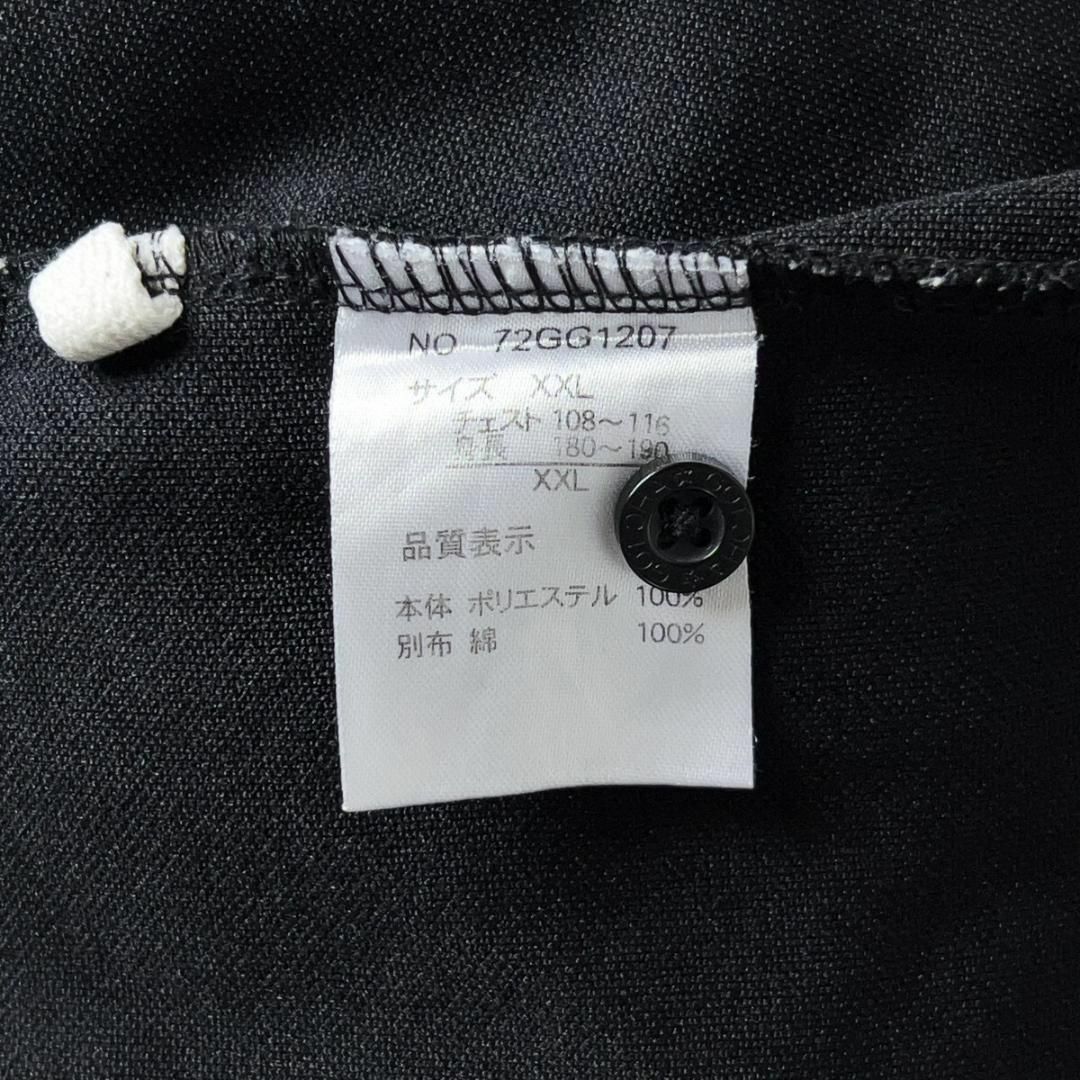 NO 72GG1207
サイズ XXL
チェスト 108～116
身長 180～190
XXL
品質表示
本体 ポリエステル 100%
別布 綿 100%